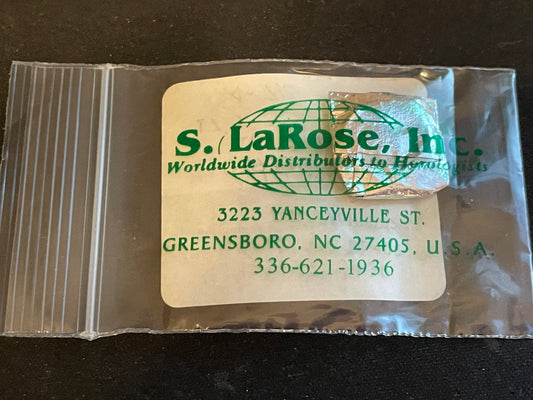 S. LaRose, Inc.
Worldwide Distributors to Horologists
3223 YANCEYVILLE ST.
GREENSBORO, NC 27405, U.S.A.
336-621-1936